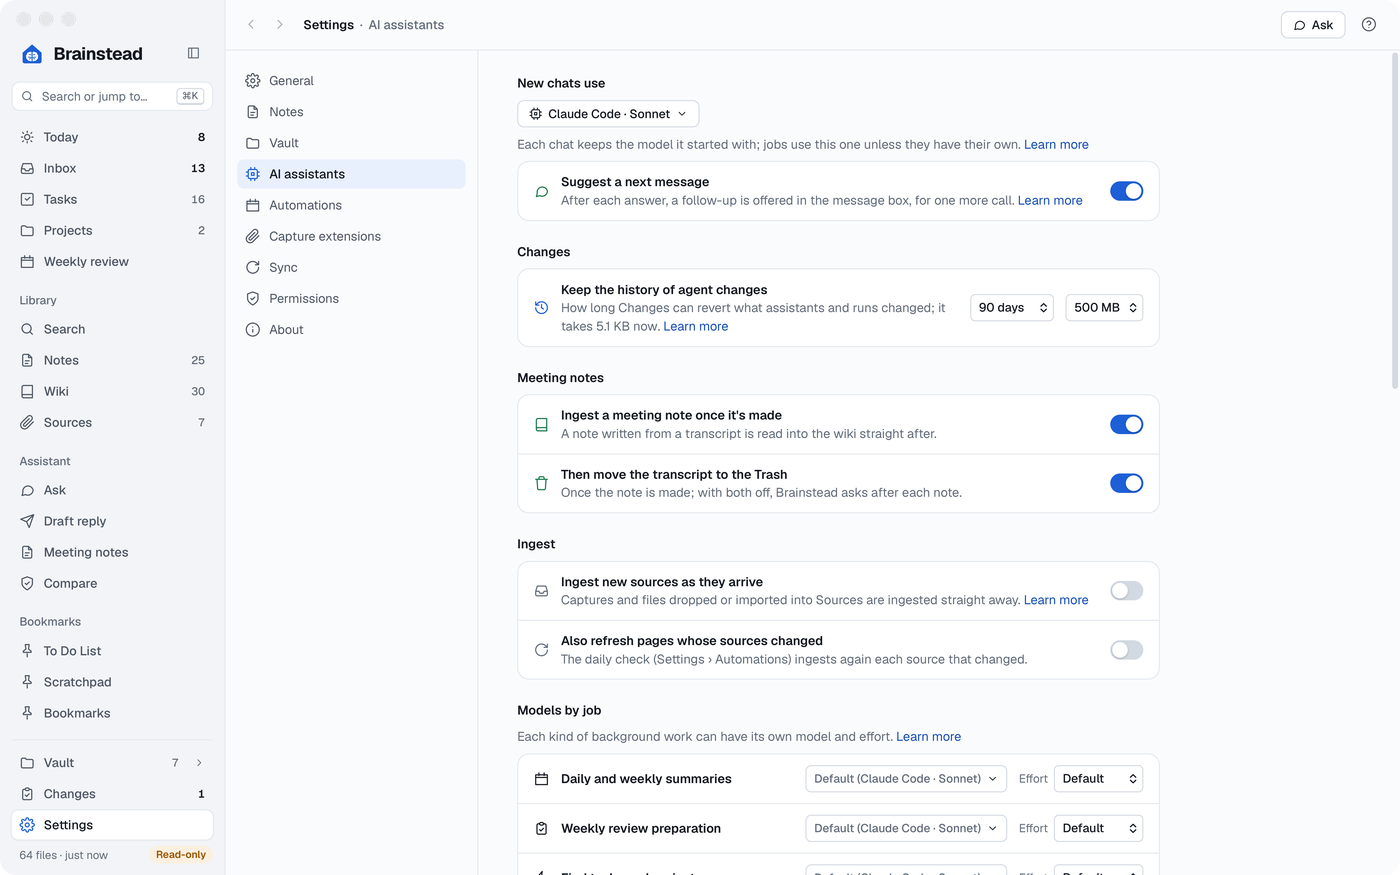 Brainstead
Search or jump to...
⌘K
Today 8
Inbox 13
Tasks 16
Projects 2
Weekly review
Library
Search
Notes 25
Wiki 30
Sources 7
Assistant
Ask
Draft reply
Meeting notes
Compare
Bookmarks
To Do List
Scratchpad
Bookmarks
Vault 7
Changes 1
Settings
64 files · just now
Read-only
Settings · AI assistants
Ask
General
Notes
Vault
AI assistants
Automations
Capture extensions
Sync
Permissions
About
New chats use
Claude Code · Sonnet
Each chat keeps the model it started with; jobs use this one unless they have their own. Learn more
Suggest a next message
After each answer, a follow-up is offered in the message box, for one more call. Learn more
Changes
Keep the history of agent changes
How long Changes can revert what assistants and runs changed; it
takes 5.1 KB now. Learn more
90 days
500 MB
Meeting notes
Ingest a meeting note once it's made
A note written from a transcript is read into the wiki straight after.
Then move the transcript to the Trash
Once the note is made; with both off, Brainstead asks after each note.
Ingest
Ingest new sources as they arrive
Captures and files dropped or imported into Sources are ingested straight away. Learn more
Also refresh pages whose sources changed
The daily check (Settings › Automations) ingests again each source that changed.
Models by job
Each kind of background work can have its own model and effort. Learn more
Daily and weekly summaries
Default (Claude Code · Sonnet)
Effort
Default
Weekly review preparation
Default (Claude Code · Sonnet)
Effort
Default